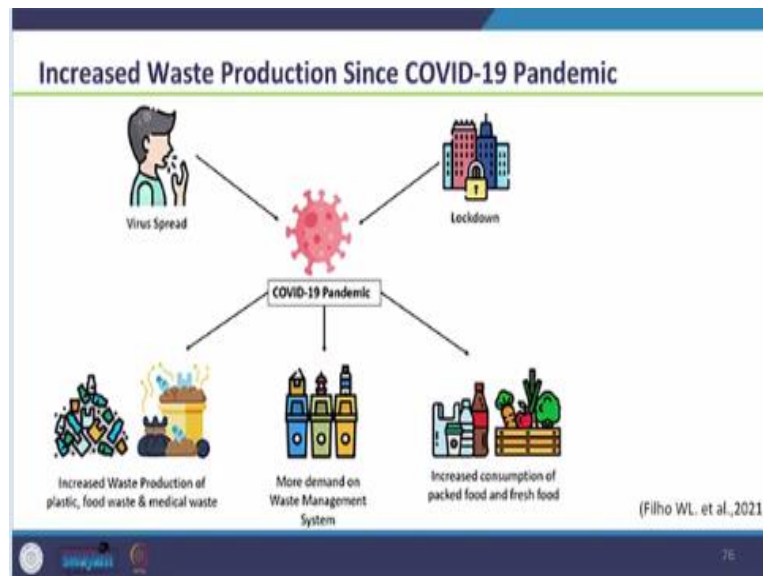 Increased Waste Production Since COVID-19 Pandemic
Virus Spread
Lockdown
COVID-19 Pandemic
Increased Waste Production of
plastic, food waste & medical waste
More demand on
Waste Management
System
Increased consumption of
packed food and fresh food
(Filho WL. et al.,2021
swayam
76